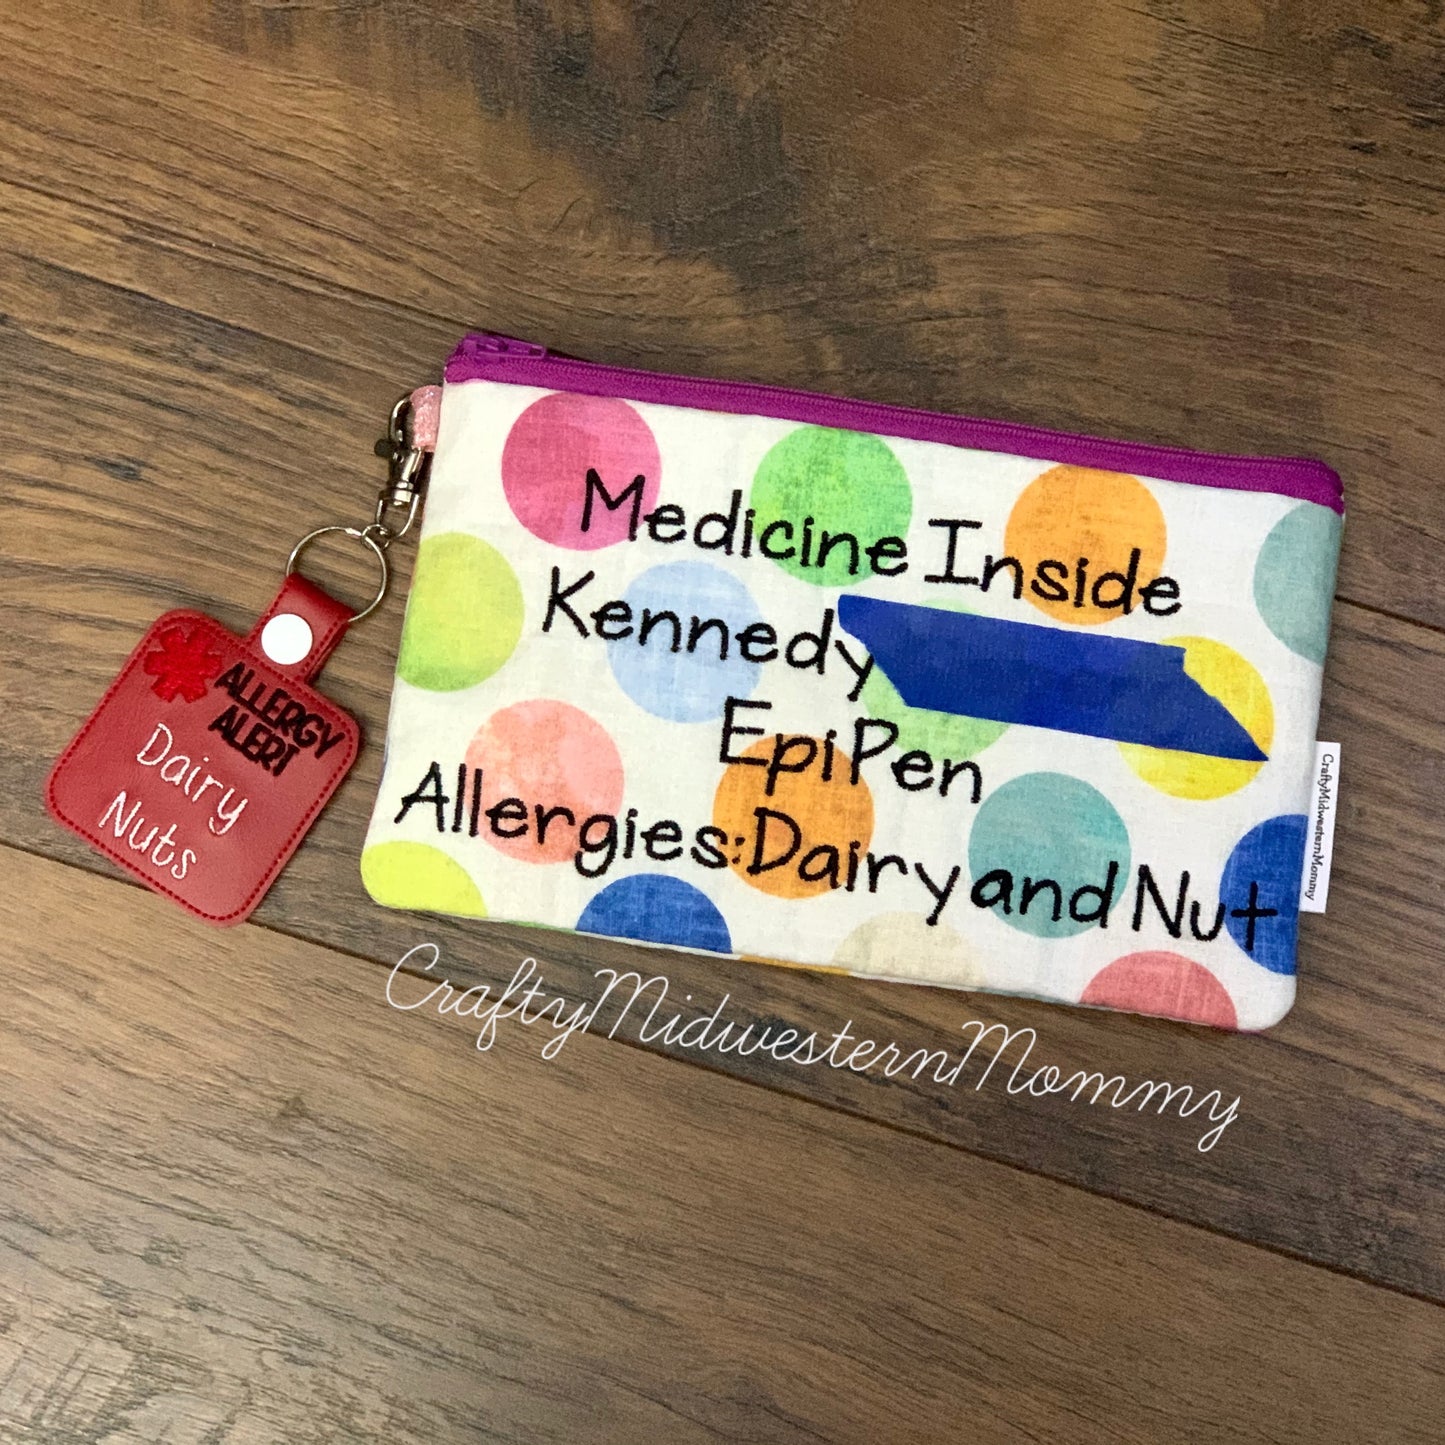 Medicine Inside
Kennedy
EpiPen
Allergies:Dairy and Nut
ALLERGY
ALERT
Dairy
Nuts
CraftyMidwesternMommy
CraftyMidwesternMommy